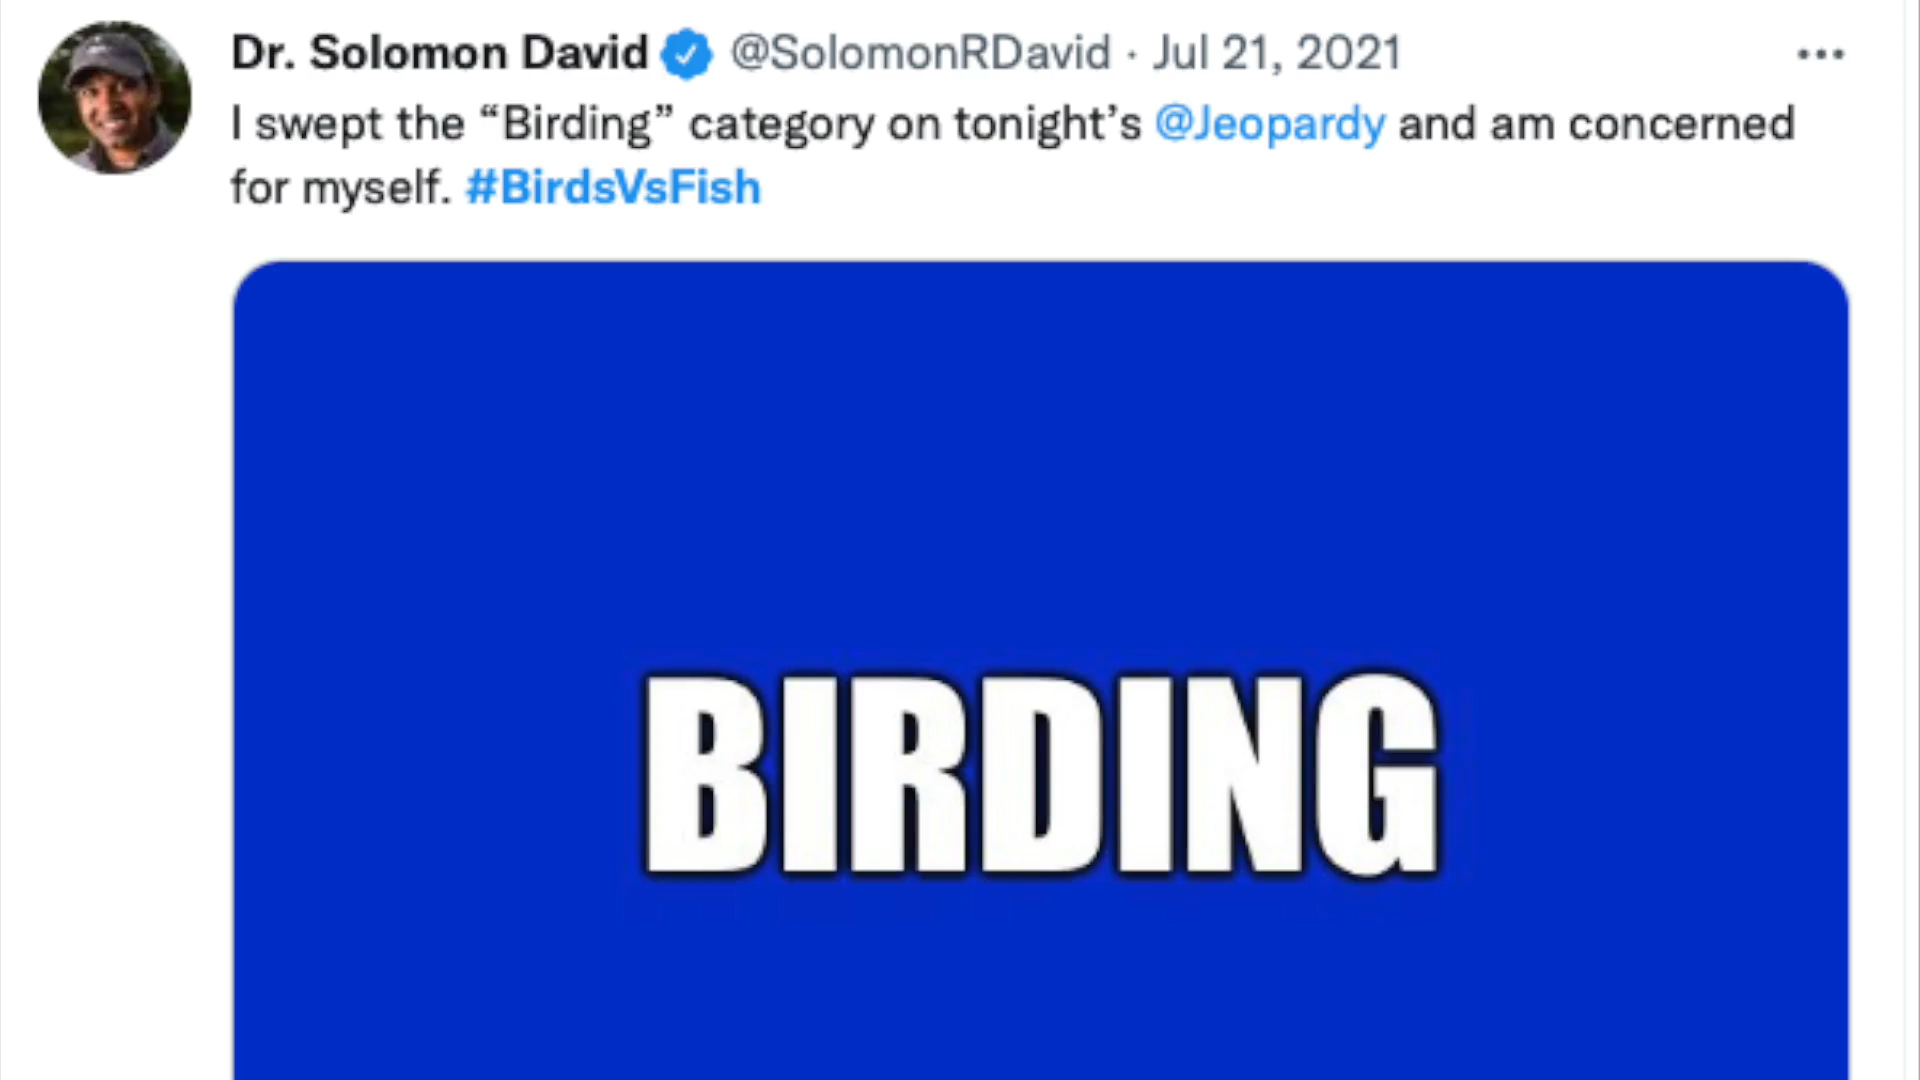 Dr. Solomon David @SolomonRDavid · Jul 21, 2021
I swept the “Birding” category on tonight’s @Jeopardy and am concerned
for myself. #BirdsVsFish
BIRDING